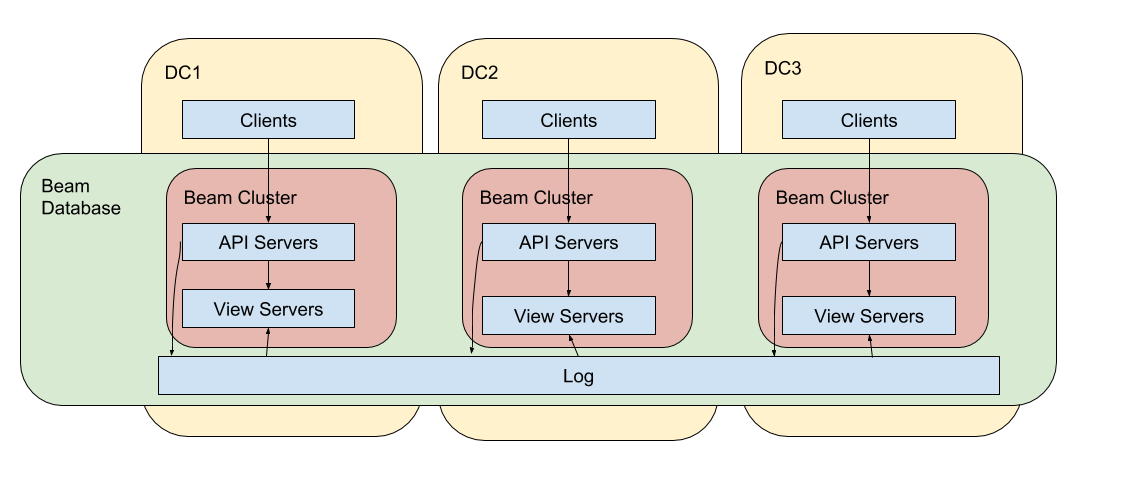 DC1
DC2
DC3
Clients
Clients
Clients
Beam
Database
Beam Cluster
Beam Cluster
Beam Cluster
API Servers
API Servers
API Servers
View Servers
View Servers
View Servers
Log